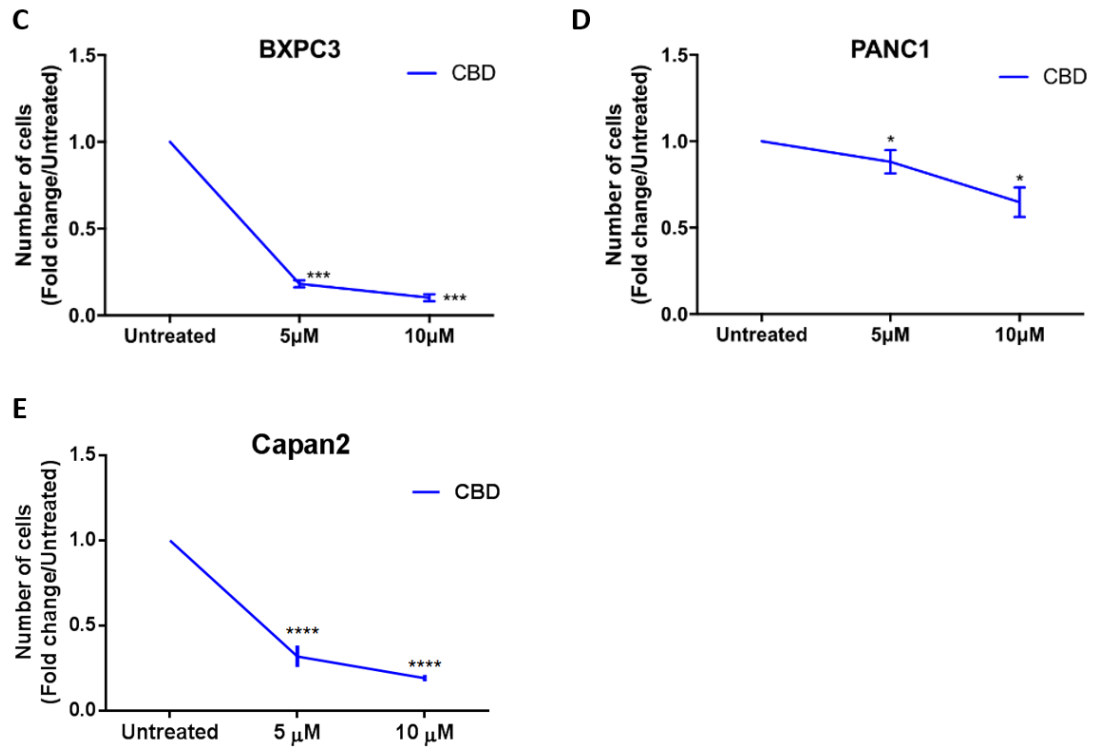 C
BXPC3
CBD
Number of cells
(Fold change/Untreated)
1.5
1.0
0.5
0.0
***
***
Untreated 5µM 10µM
D
PANC1
CBD
Number of cells
(Fold change/Untreated)
1.5
1.0
0.5
0.0
*
*
Untreated 5µM 10µM
E
Capan2
CBD
Number of cells
(Fold change/Untreated)
1.5
1.0
0.5
0.0
****
****
Untreated 5 µM 10 µM